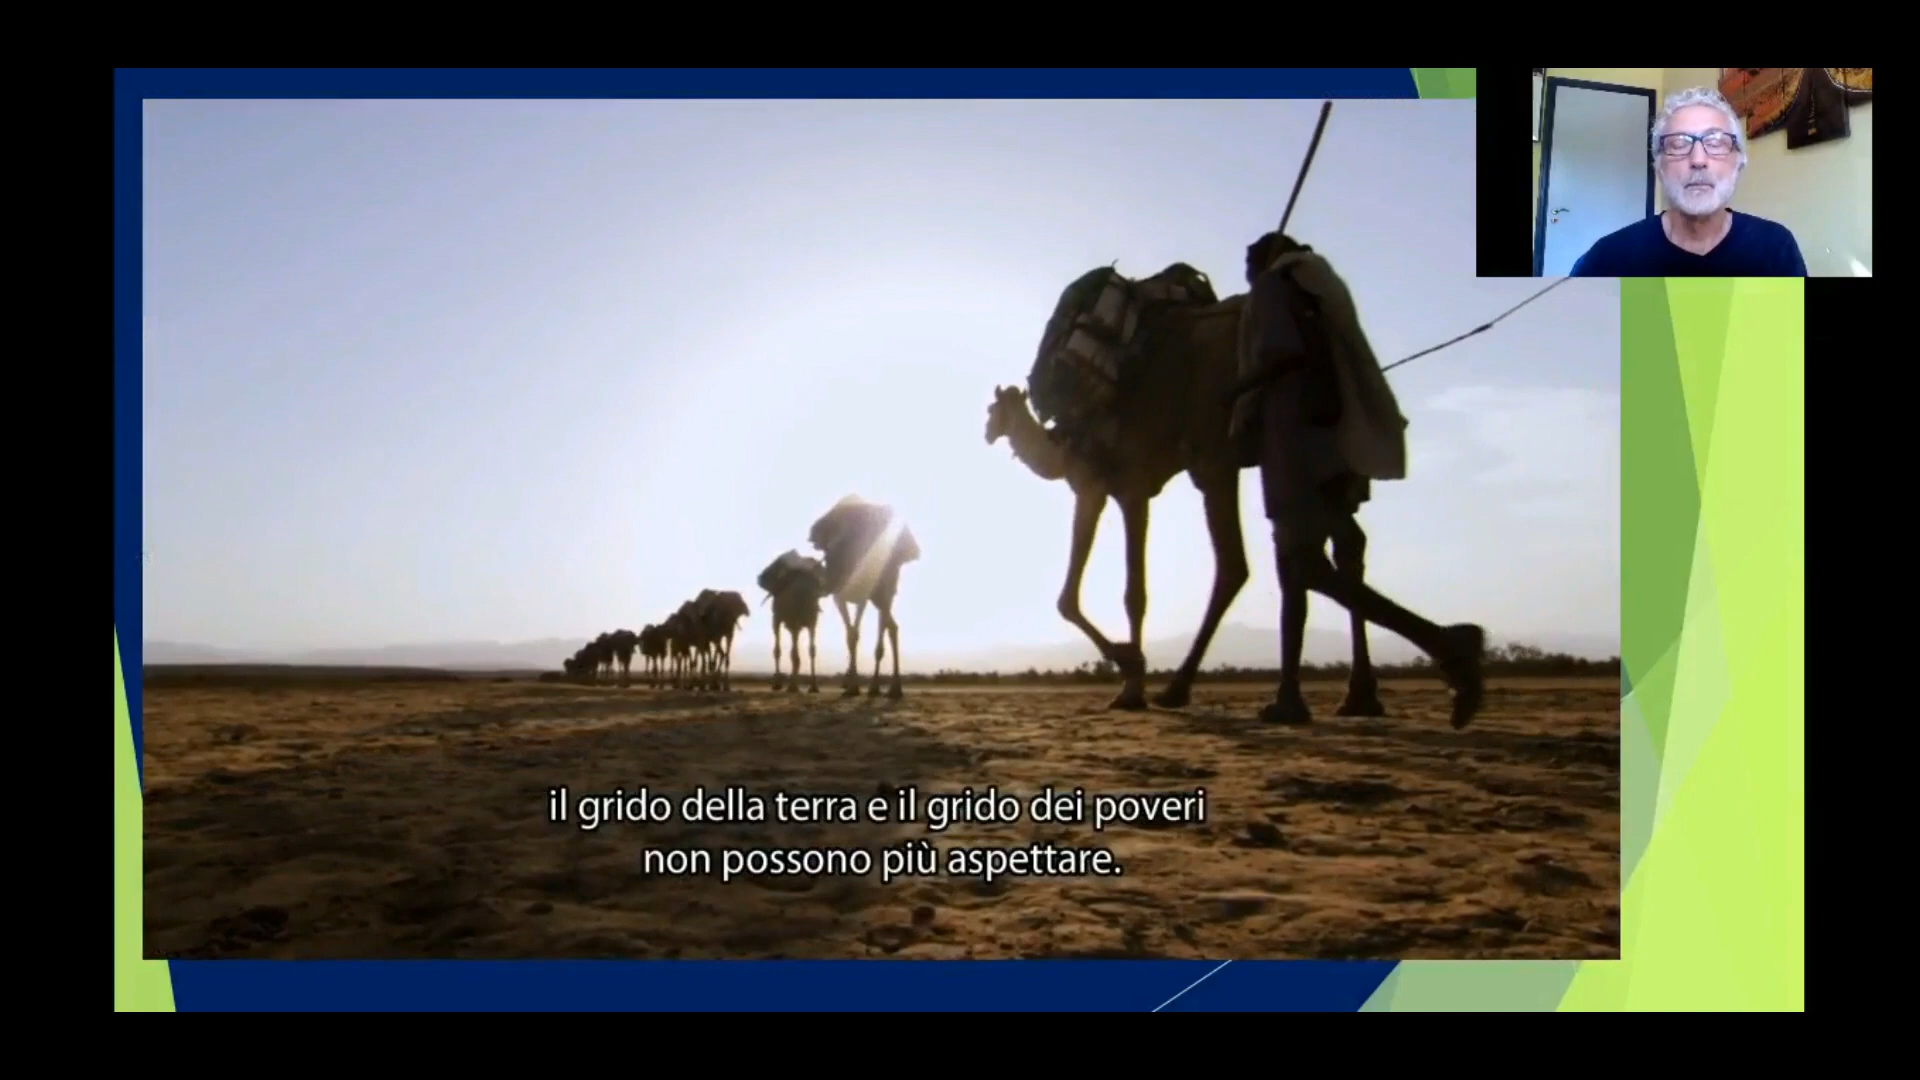 il grido della terra e il grido dei poveri
non possono più aspettare.